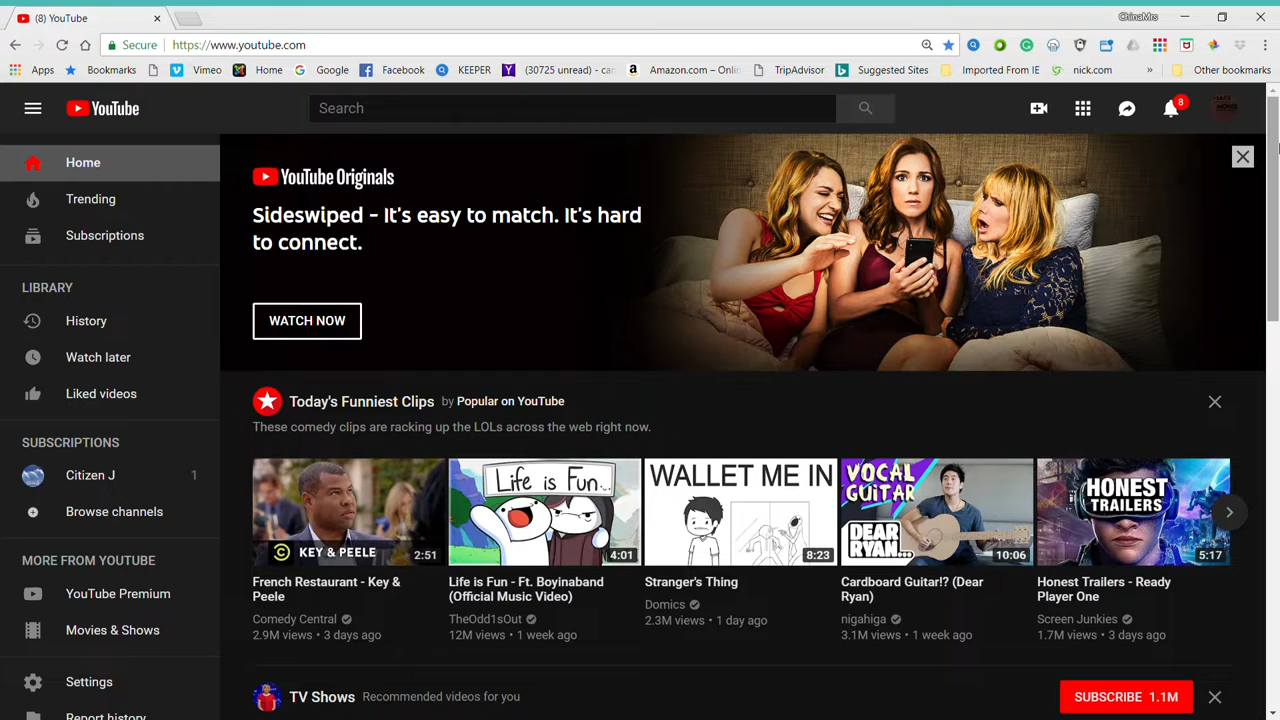 (8) YouTube
ChinaMrs
Secure https://www.youtube.com
Apps Bookmarks Vimeo Home Google Facebook KEEPER (30725 unread) - car Amazon.com – Onli TripAdvisor Suggested Sites Imported From IE nick.com » Other bookmarks
YouTube
Search
8
Home
Trending
Subscriptions
LIBRARY
History
Watch later
Liked videos
SUBSCRIPTIONS
Citizen J 1
Browse channels
MORE FROM YOUTUBE
YouTube Premium
Movies & Shows
Settings
Report history
YouTube Originals
Sideswiped - It's easy to match. It's hard
to connect.
WATCH NOW
Today's Funniest Clips by Popular on YouTube
These comedy clips are racking up the LOLs across the web right now.
KEY & PEELE 2:51
French Restaurant - Key &
Peele
Comedy Central
2.9M views • 3 days ago
Life is Fun...
4:01
Life is Fun - Ft. Boyinaband
(Official Music Video)
TheOdd1sOut
12M views • 1 week ago
WALLET ME IN
8:23
Stranger's Thing
Domics
2.3M views • 1 day ago
VOCAL
GUITAR
DEAR
RYAN...
10:06
Cardboard Guitar!? (Dear
Ryan)
nigahiga
3.1M views • 1 week ago
HONEST
TRAILERS
5:17
Honest Trailers - Ready
Player One
Screen Junkies
1.7M views • 3 days ago
TV Shows Recommended videos for you
SUBSCRIBE 1.1M